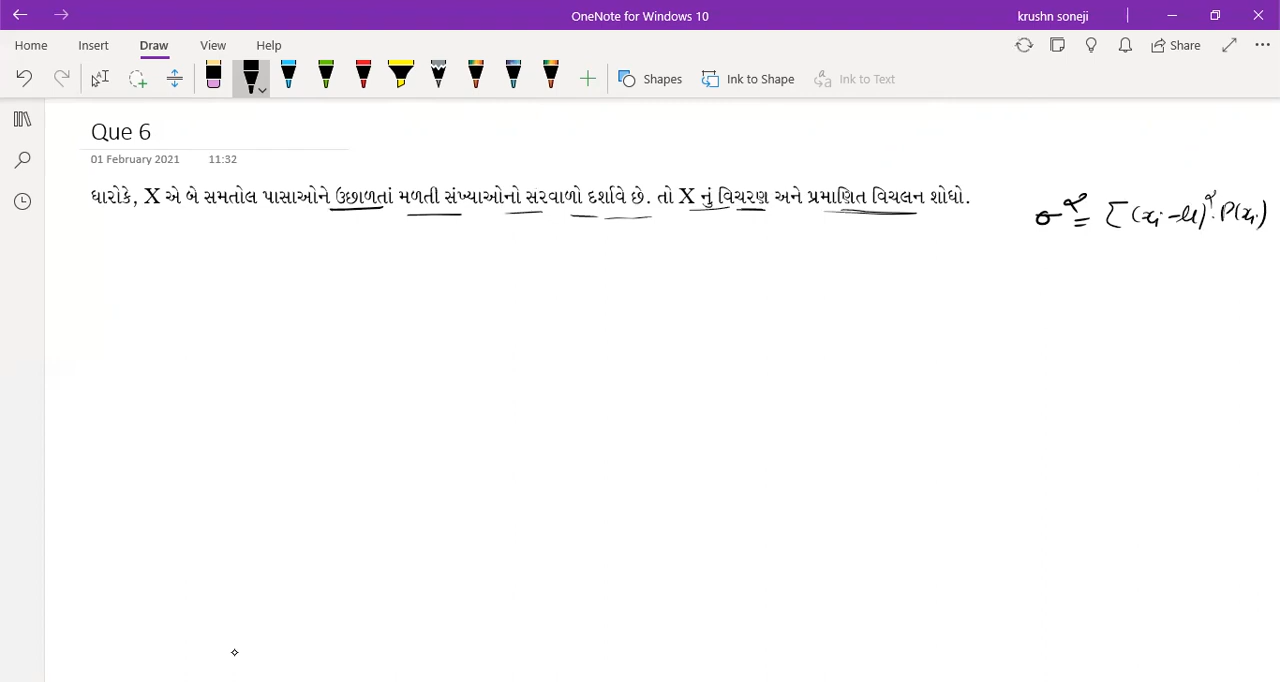 OneNote for Windows 10
krushn soneji
Home Insert Draw View Help
Share
Shapes Ink to Shape Ink to Text
Que 6
01 February 2021 11:32
ધારોકે, X એ બે સમતોલ પાસાઓને ઉછાળતાં મળતી સંખ્યાઓનો સરવાળો દર્શાવે છે. તો X નું વિચરણ અને પ્રમાણિત વિચલન શોધો.
σ² = Σ(xᵢ - μ)².P(xᵢ)